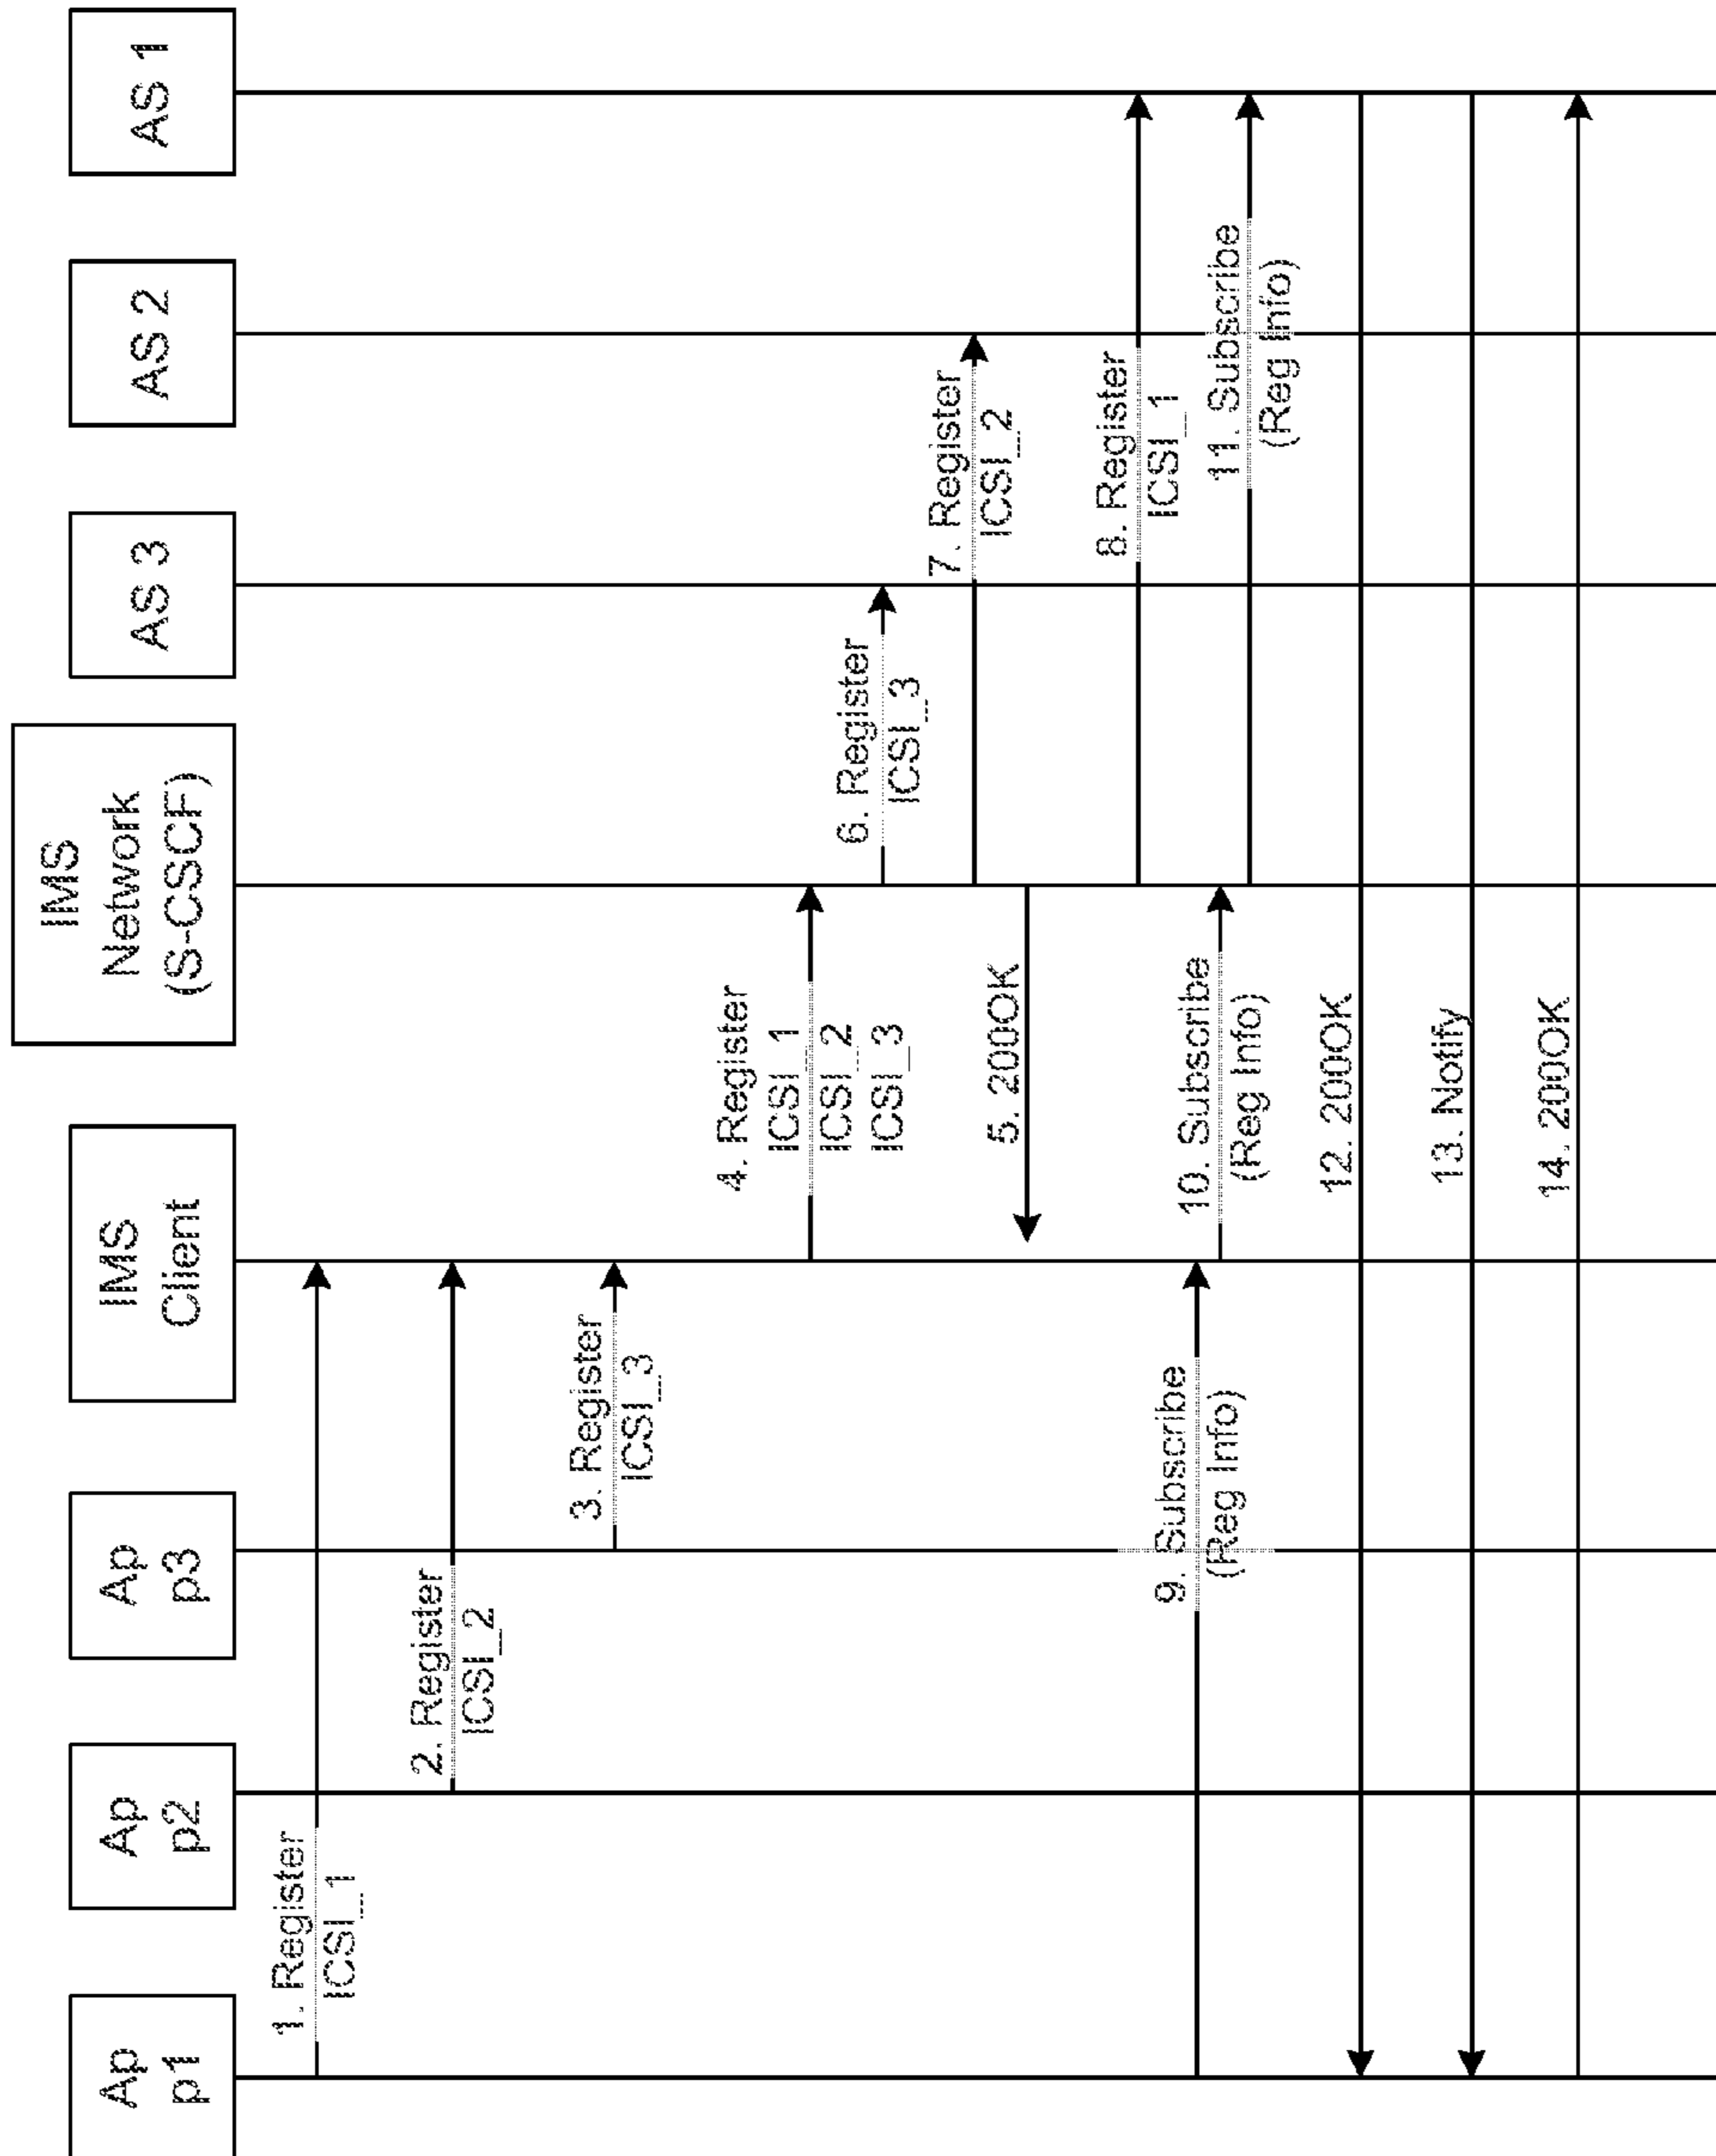 Ap
p1
Ap
p2
Ap
p3
IMS
Client
IMS
Network
(S-CSCF)
AS 3
AS 2
AS 1
1. Register
ICSI_1
2. Register
ICSI_2
3. Register
ICSI_3
4. Register
ICSI_1
ICSI_2
ICSI_3
6. Register
ICSI_3
7. Register
ICSI_2
5. 200OK
8. Register
ICSI_1
9. Subscribe
(Reg Info)
10. Subscribe
(Reg Info)
11. Subscribe
(Reg Info)
12. 200OK
13. Notify
14. 200OK